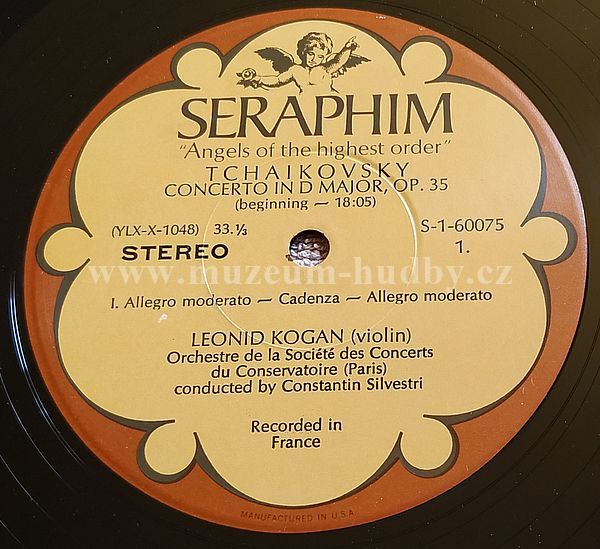 SERAPHIM
"Angels of the highest order"
TCHAIKOVSKY
CONCERTO IN D MAJOR, OP. 35
(beginning — 18:05)
(YLX-X-1048) 33.⅓
S-1-60075
STEREO
1.
www.muzeum-hudby.cz
I. Allegro moderato — Cadenza — Allegro moderato
LEONID KOGAN (violin)
Orchestre de la Société des Concerts
du Conservatoire (Paris)
conducted by Constantin Silvestri
Recorded in
France
MANUFACTURED IN U.S.A.